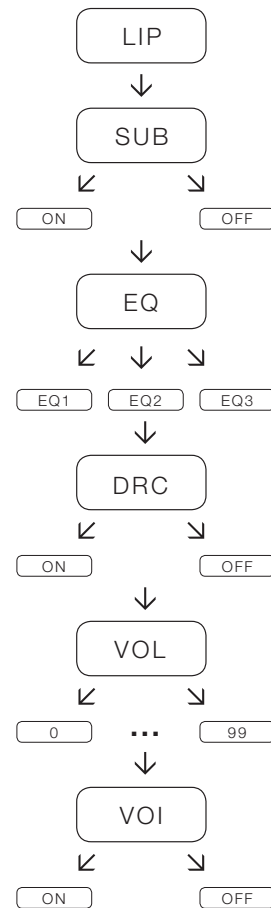 LIP
SUB
ON OFF
EQ
EQ1 EQ2 EQ3
DRC
ON OFF
VOL
0 ... 99
VOI
ON OFF